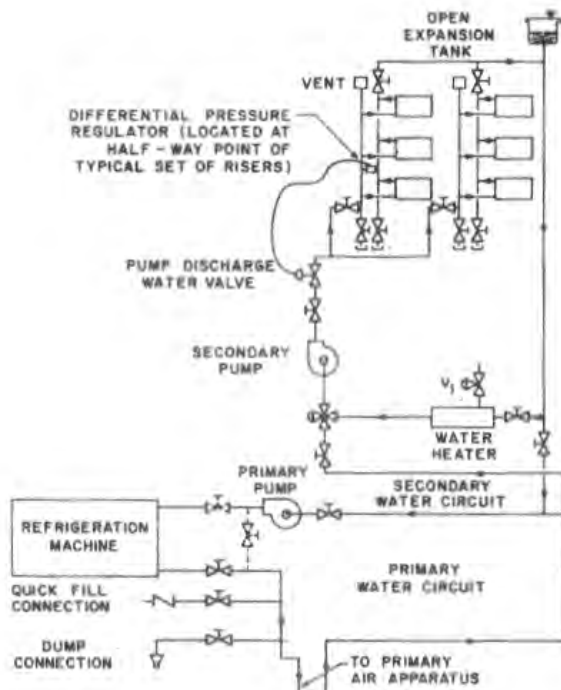 OPEN
EXPANSION
TANK
VENT
DIFFERENTIAL PRESSURE
REGULATOR (LOCATED AT
HALF-WAY POINT OF
TYPICAL SET OF RISERS)
PUMP DISCHARGE
WATER VALVE
SECONDARY
PUMP
V₁
WATER
HEATER
PRIMARY
PUMP
SECONDARY
WATER CIRCUIT
REFRIGERATION
MACHINE
PRIMARY
WATER CIRCUIT
QUICK FILL
CONNECTION
DUMP
CONNECTION
TO PRIMARY
AIR APPARATUS